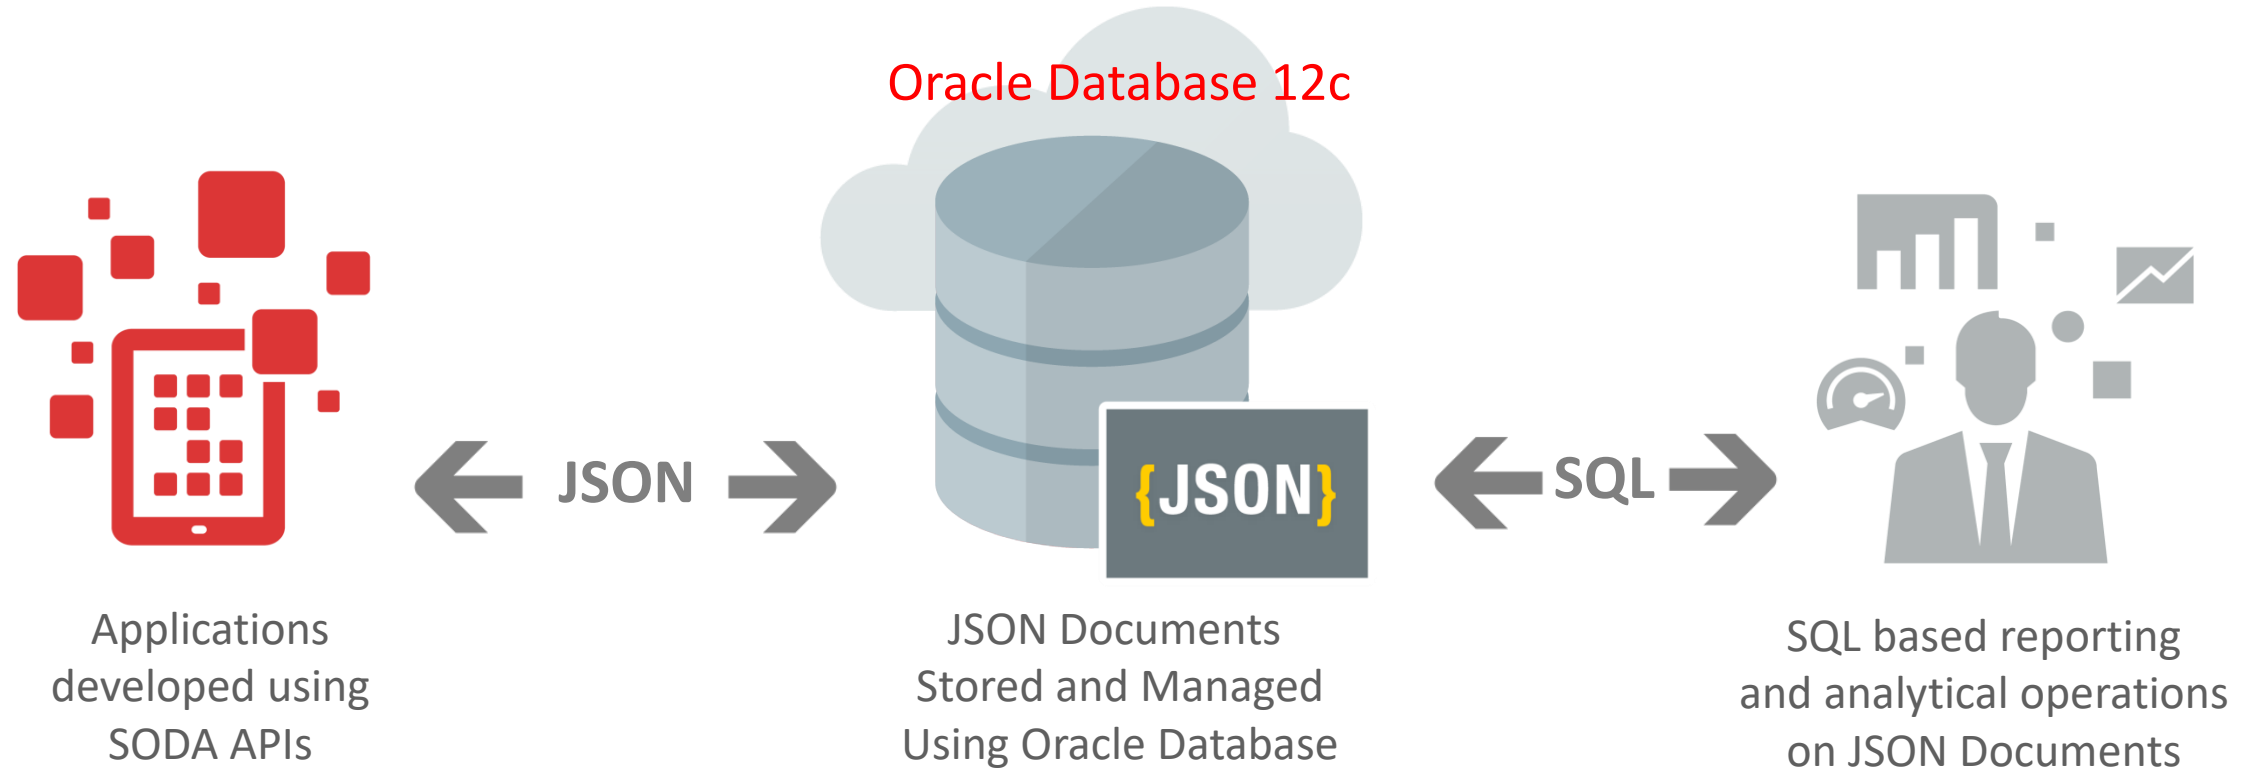 Oracle Database 12c
JSON
{JSON}
SQL
Applications
developed using
SODA APIs
JSON Documents
Stored and Managed
Using Oracle Database
SQL based reporting
and analytical operations
on JSON Documents